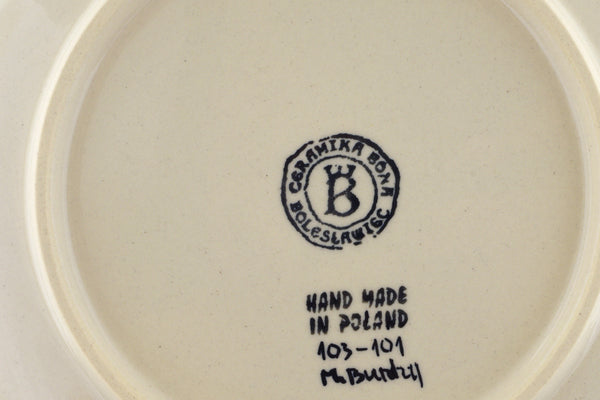 CERAMIKA BONA
BOLESŁAWIEC
B
HAND MADE
IN POLAND
103-101